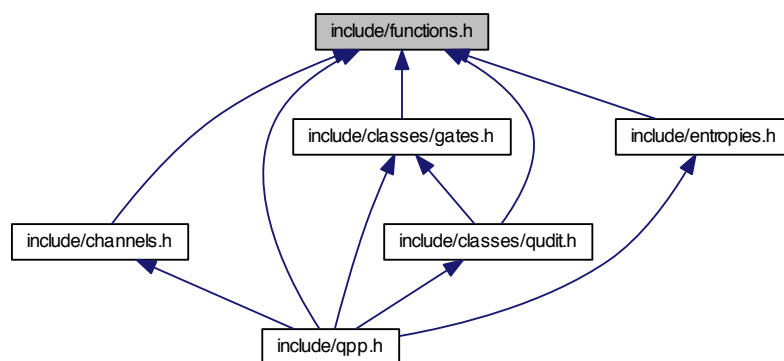 include/functions.h
include/classes/gates.h
include/entropies.h
include/channels.h
include/classes/qudit.h
include/qpp.h